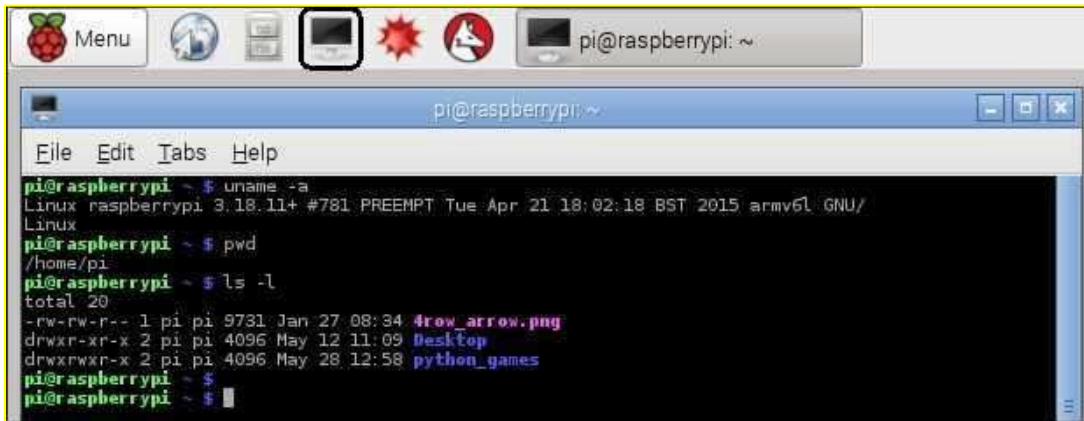 Menu
pi@raspberrypi: ~
pi@raspberrypi: ~
File Edit Tabs Help
pi@raspberrypi ~ $ uname -a
Linux raspberrypi 3.18.11+ #781 PREEMPT Tue Apr 21 18:02:18 BST 2015 armv6l GNU/
Linux
pi@raspberrypi ~ $ pwd
/home/pi
pi@raspberrypi ~ $ ls -l
total 20
-rw-rw-r-- 1 pi pi 9731 Jan 27 08:34 4row_arrow.png
drwxr-xr-x 2 pi pi 4096 May 12 11:09 Desktop
drwxrwxr-x 2 pi pi 4096 May 28 12:58 python_games
pi@raspberrypi ~ $
pi@raspberrypi ~ $